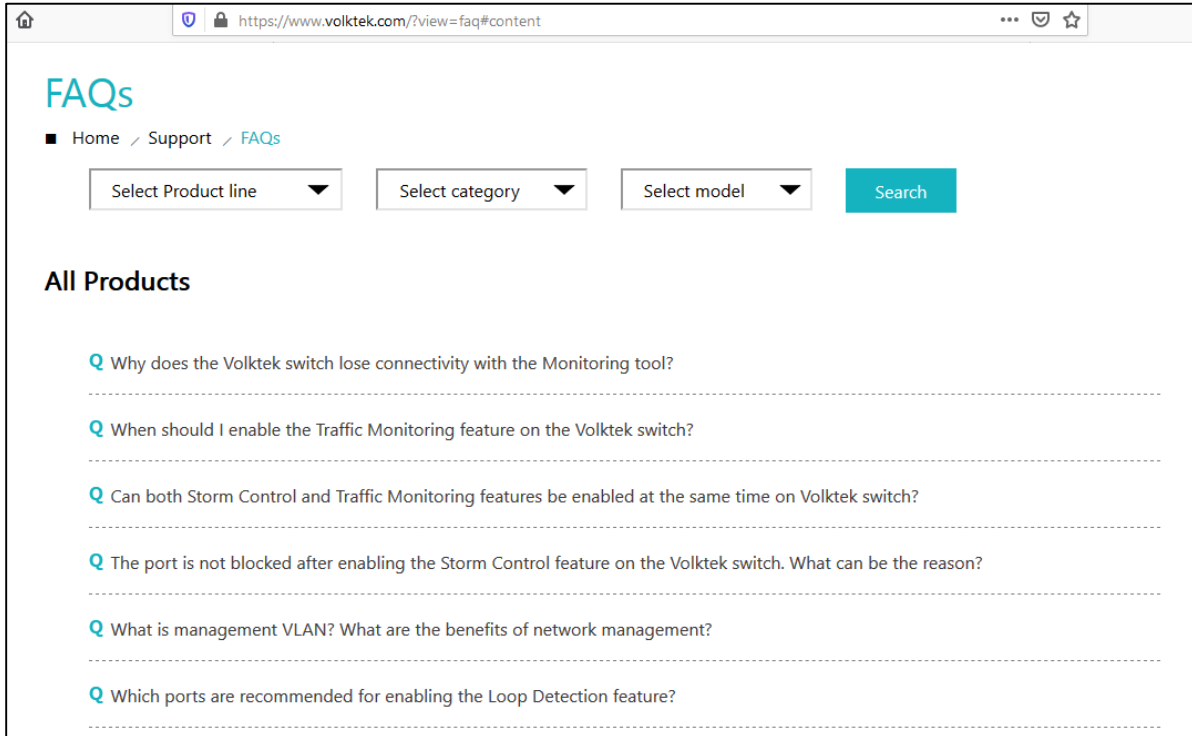 https://www.volktek.com/?view=faq#content
FAQs
Home / Support / FAQs
Select Product line
Select category
Select model
Search
All Products
Q Why does the Volktek switch lose connectivity with the Monitoring tool?
Q When should I enable the Traffic Monitoring feature on the Volktek switch?
Q Can both Storm Control and Traffic Monitoring features be enabled at the same time on Volktek switch?
Q The port is not blocked after enabling the Storm Control feature on the Volktek switch. What can be the reason?
Q What is management VLAN? What are the benefits of network management?
Q Which ports are recommended for enabling the Loop Detection feature?